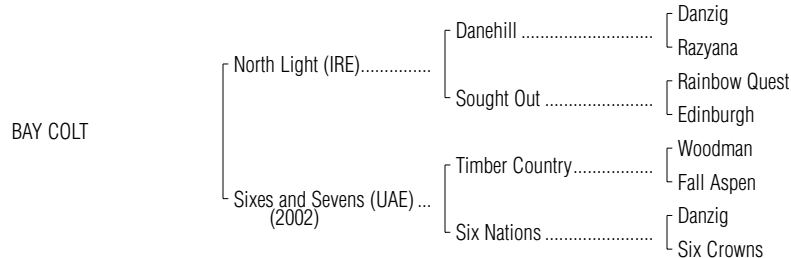 Danzig
Danehill ..........................
Razyana
North Light (IRE)...............
Rainbow Quest
Sought Out .....................
Edinburgh
BAY COLT
Woodman
Timber Country................
Fall Aspen
Sixes and Sevens (UAE) ...
(2002)
Danzig
Six Nations .....................
Six Crowns